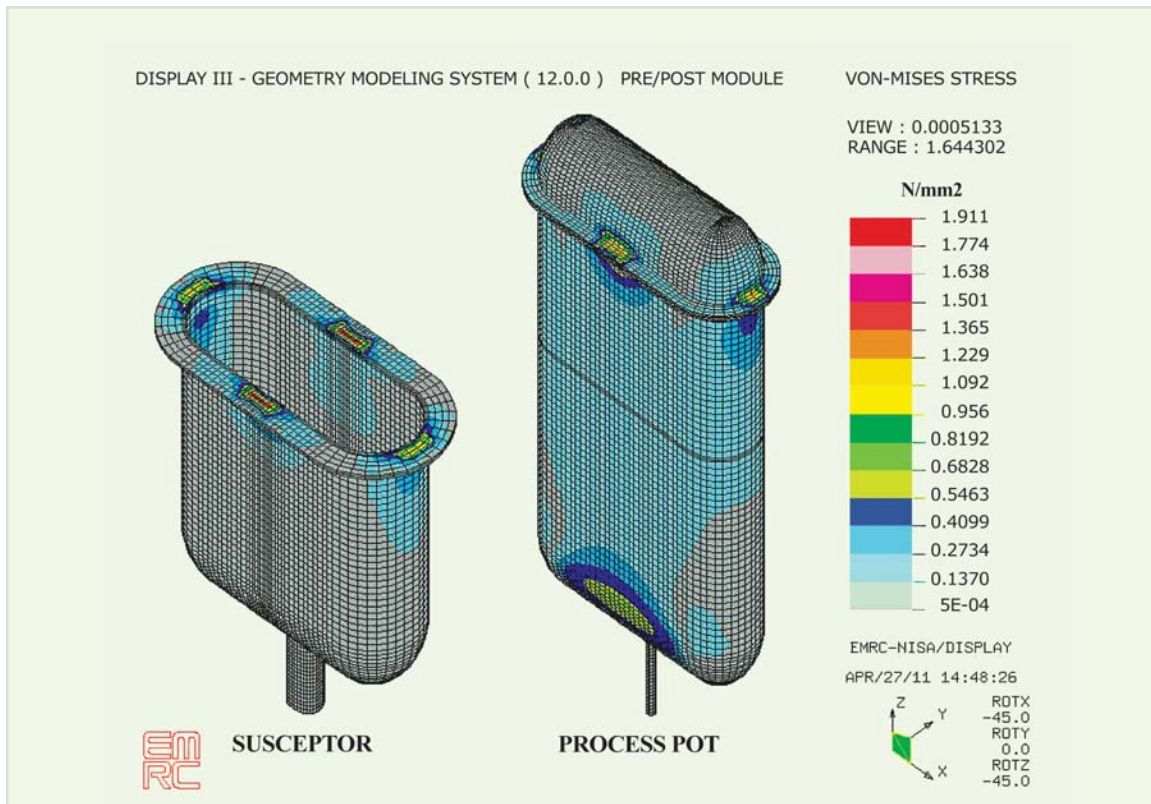 DISPLAY III - GEOMETRY MODELING SYSTEM ( 12.0.0 ) PRE/POST MODULE
VON-MISES STRESS
VIEW : 0.0005133
RANGE : 1.644302
N/mm2
1.911
1.774
1.638
1.501
1.365
1.229
1.092
0.956
0.8192
0.6828
0.5463
0.4099
0.2734
0.1370
5E-04
EMRC-NISA/DISPLAY
APR/27/11 14:48:26
Z
Y
X
ROTX
-45.0
ROTY
0.0
ROTZ
-45.0
EM
RC
SUSCEPTOR
PROCESS POT